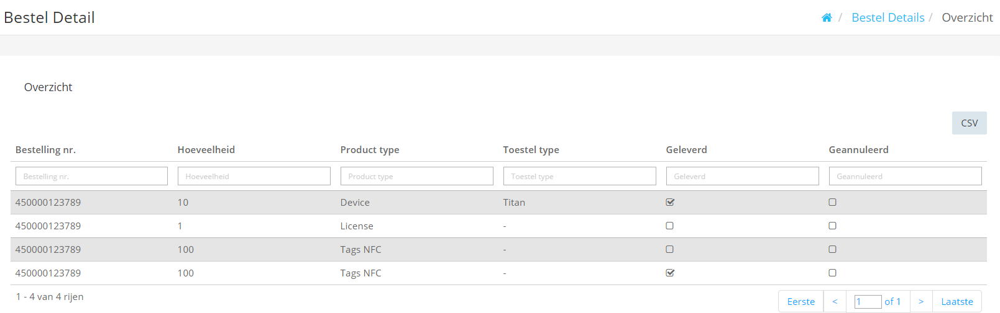 Bestel Detail
/ Bestel Details / Overzicht
Overzicht
CSV
Bestelling nr. Hoeveelheid Product type Toestel type Geleverd Geannuleerd
Bestelling nr. Hoeveelheid Product type Toestel type Geleverd Geannuleerd
450000123789 10 Device Titan
450000123789 1 License -
450000123789 100 Tags NFC -
450000123789 100 Tags NFC -
1 - 4 van 4 rijen
Eerste < 1 of 1 > Laatste